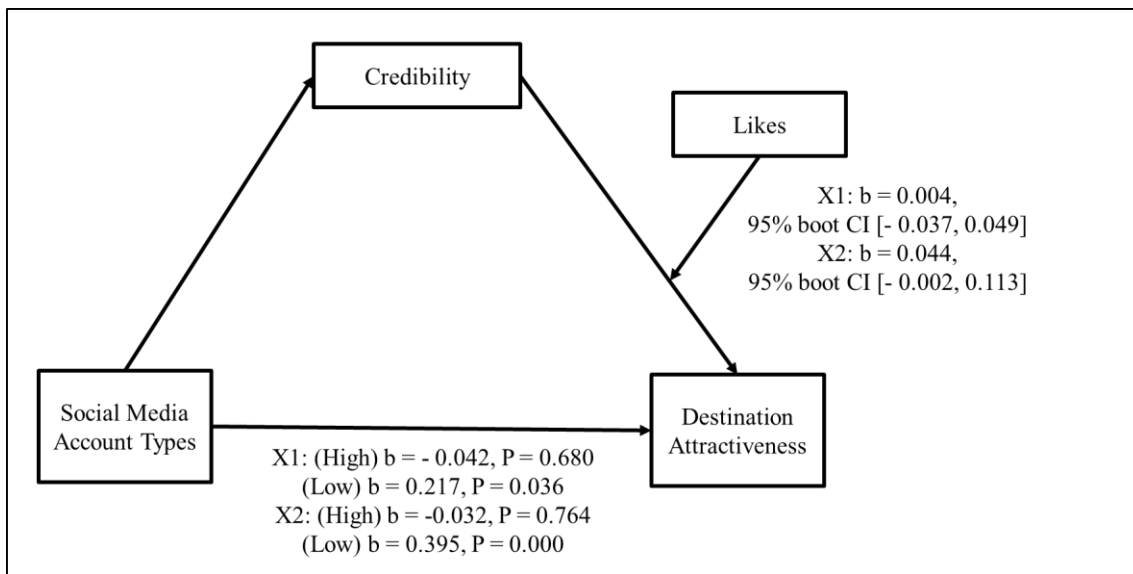 Credibility
Likes
X1: b = 0.004,
95% boot CI [- 0.037, 0.049]
X2: b = 0.044,
95% boot CI [- 0.002, 0.113]
Social Media
Account Types
Destination
Attractiveness
X1: (High) b = - 0.042, P = 0.680
(Low) b = 0.217, P = 0.036
X2: (High) b = -0.032, P = 0.764
(Low) b = 0.395, P = 0.000